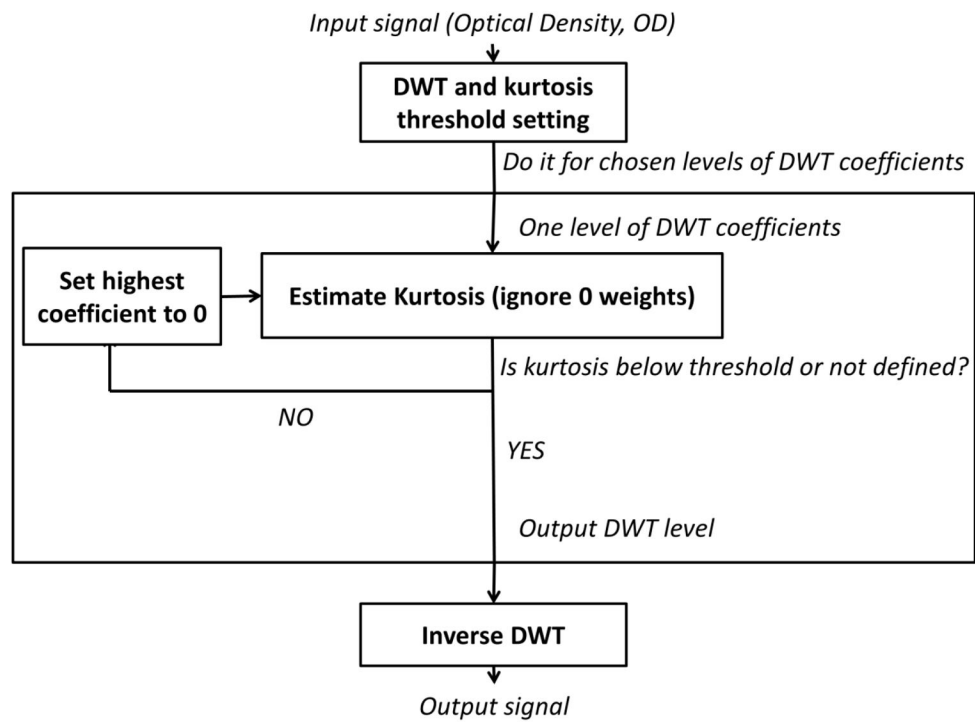 Input signal (Optical Density, OD)
DWT and kurtosis
threshold setting
Do it for chosen levels of DWT coefficients
One level of DWT coefficients
Set highest
coefficient to 0
Estimate Kurtosis (ignore 0 weights)
Is kurtosis below threshold or not defined?
NO
YES
Output DWT level
Inverse DWT
Output signal